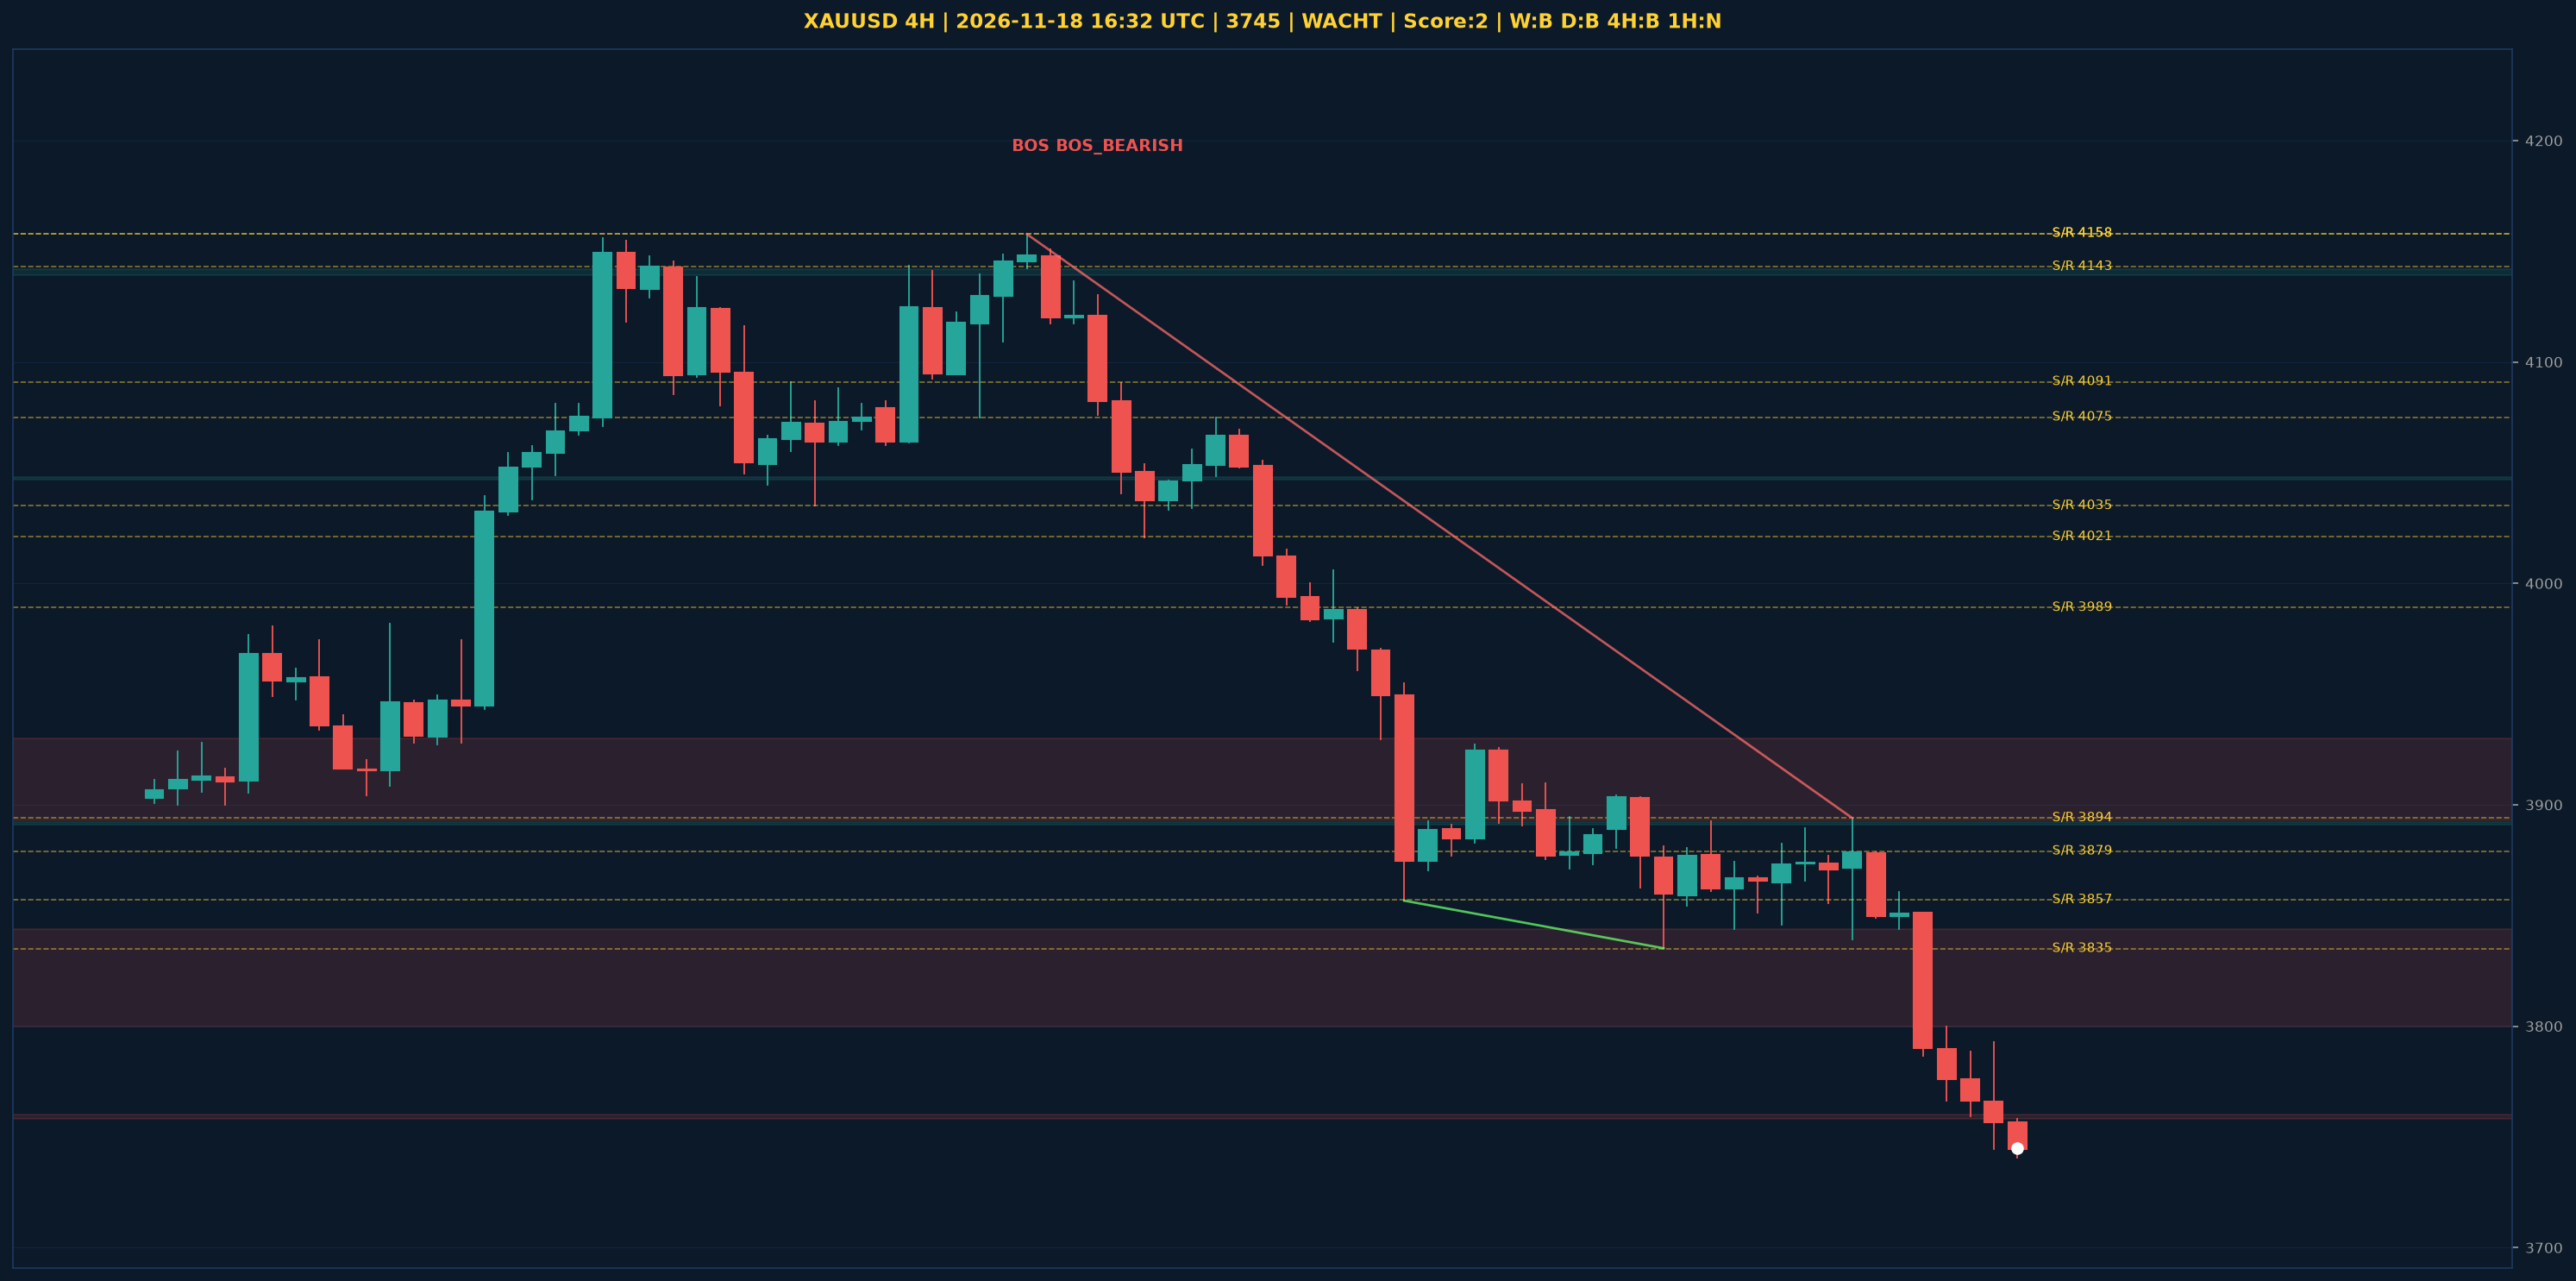 XAUUSD 4H | 2026-11-18 16:32 UTC | 3745 | WACHT | Score:2 | W:B D:B 4H:B 1H:N
4200
BOS BOS_BEARISH
S/R 4158
S/R 4143
4100
S/R 4091
S/R 4075
S/R 4035
S/R 4021
4000
S/R 3989
3900
S/R 3894
S/R 3879
S/R 3857
S/R 3835
3800
3700